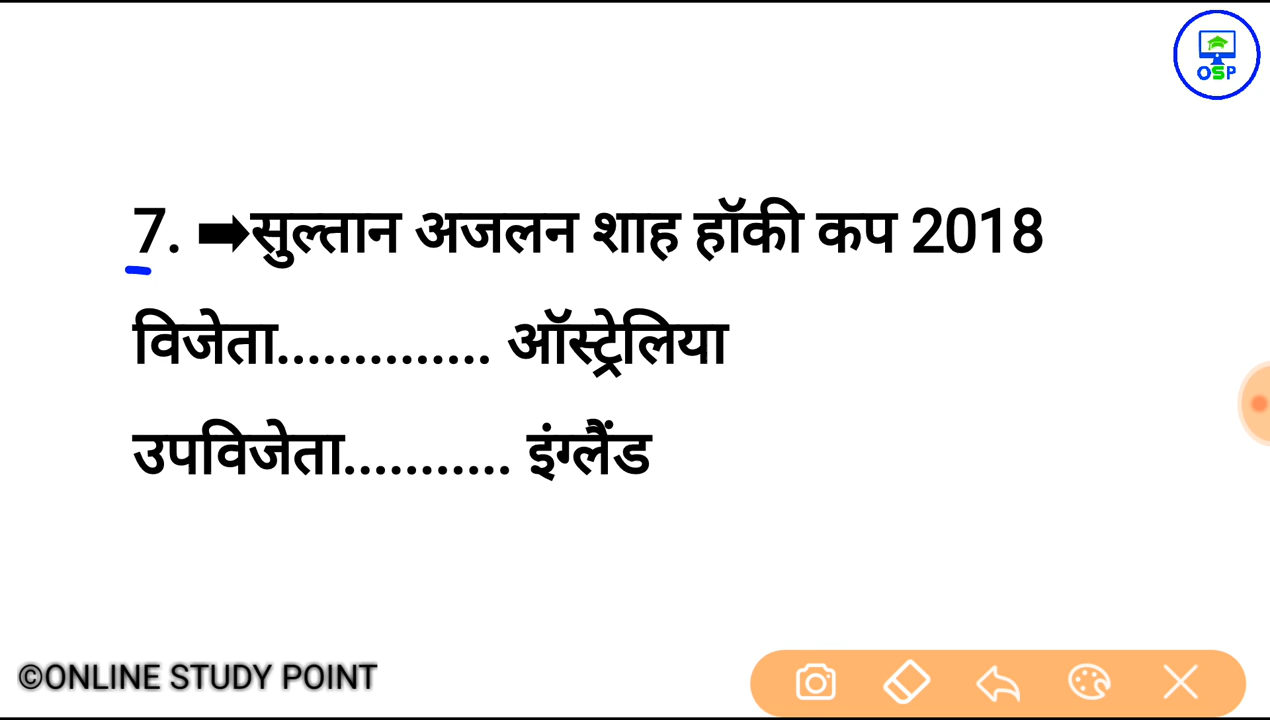 OSP
7. ➡सुल्तान अजलन शाह हॉकी कप 2018
विजेता.............. ऑस्ट्रेलिया
उपविजेता........... इंग्लैंड
©ONLINE STUDY POINT